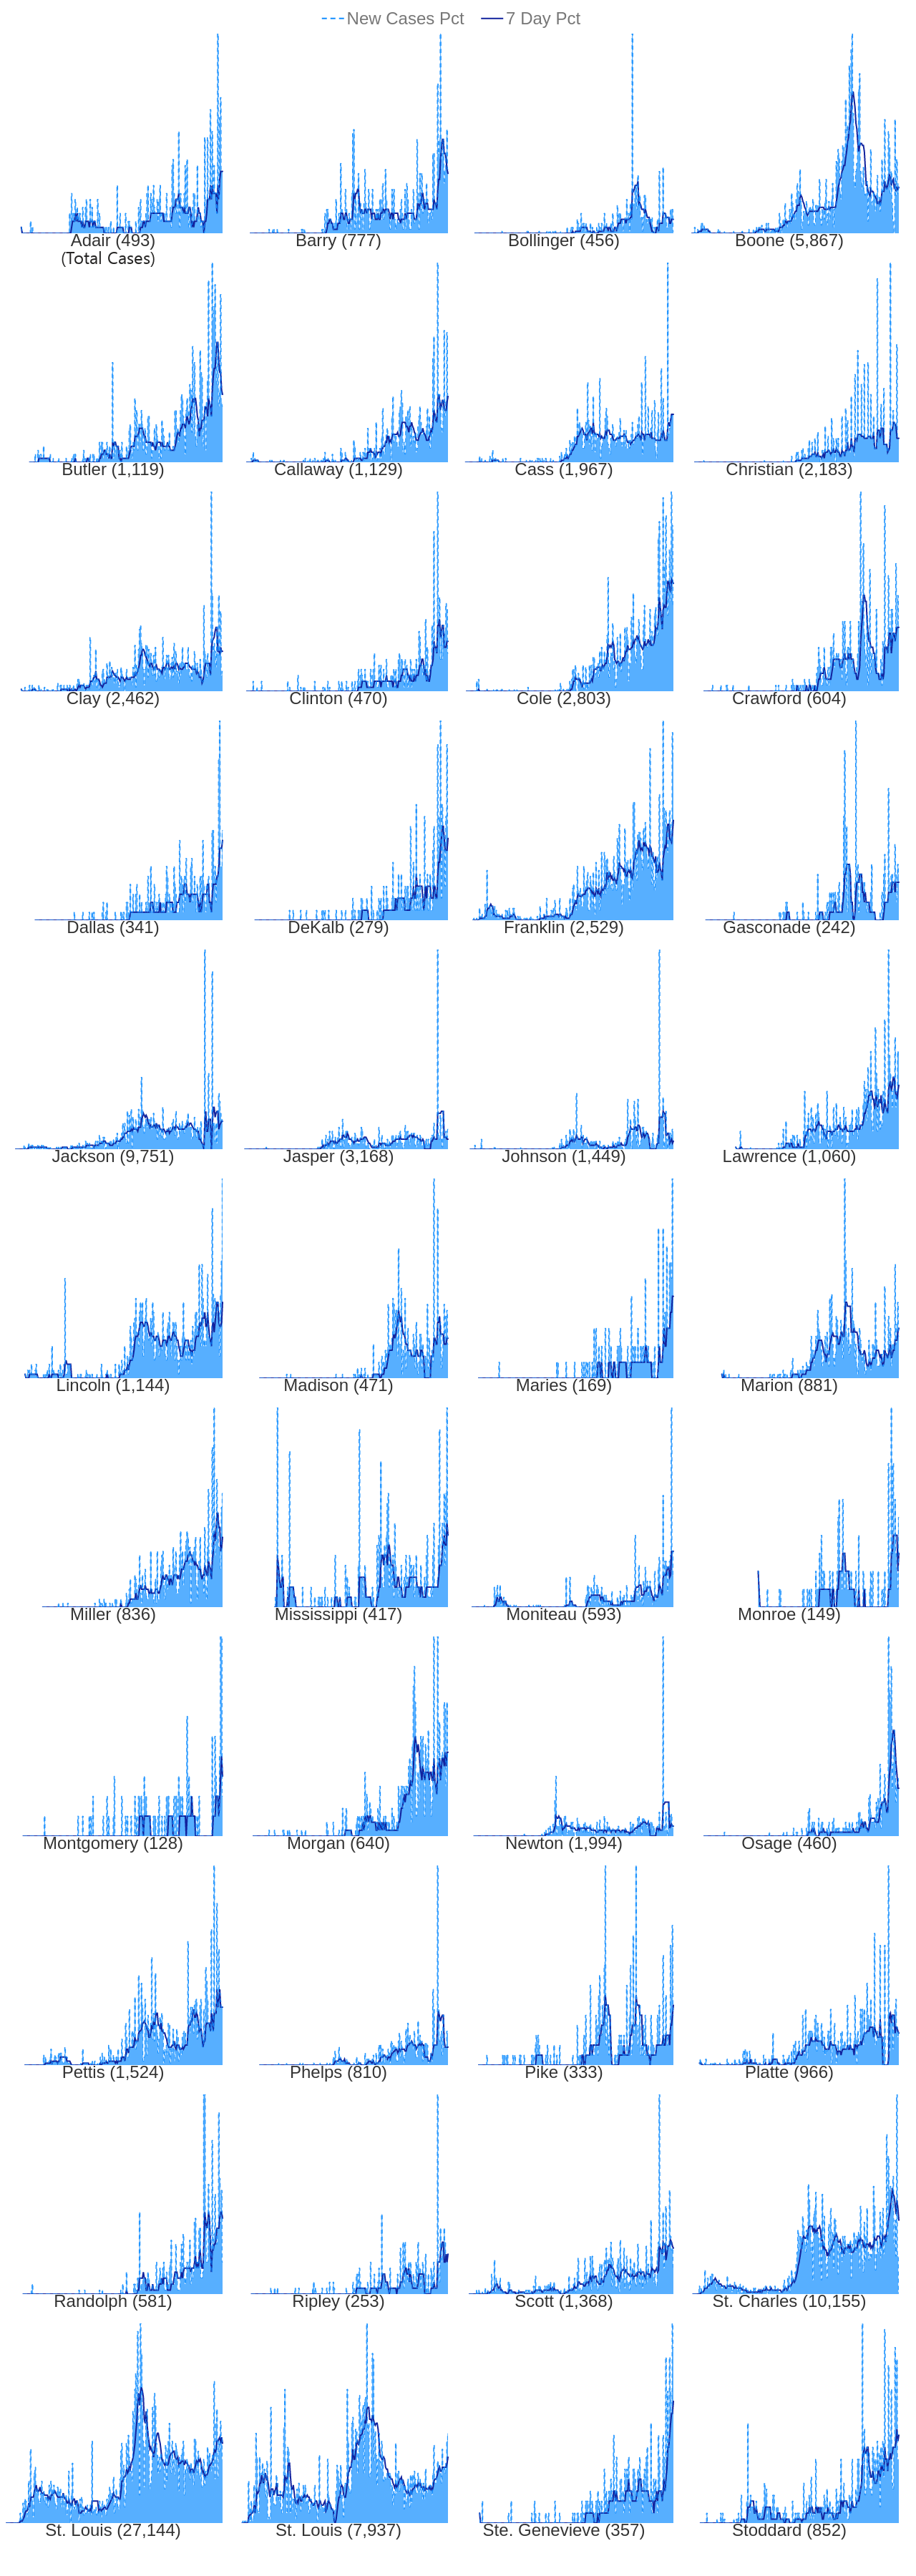 New Cases Pct 7 Day Pct
Adair (493) Barry (777) Bollinger (456) Boone (5,867)
(Total Cases)
Butler (1,119) Callaway (1,129) Cass (1,967) Christian (2,183)
Clay (2,462) Clinton (470) Cole (2,803) Crawford (604)
Dallas (341) DeKalb (279) Franklin (2,529) Gasconade (242)
Jackson (9,751) Jasper (3,168) Johnson (1,449) Lawrence (1,060)
Lincoln (1,144) Madison (471) Maries (169) Marion (881)
Miller (836) Mississippi (417) Moniteau (593) Monroe (149)
Montgomery (128) Morgan (640) Newton (1,994) Osage (460)
Pettis (1,524) Phelps (810) Pike (333) Platte (966)
Randolph (581) Ripley (253) Scott (1,368) St. Charles (10,155)
St. Louis (27,144) St. Louis (7,937) Ste. Genevieve (357) Stoddard (852)